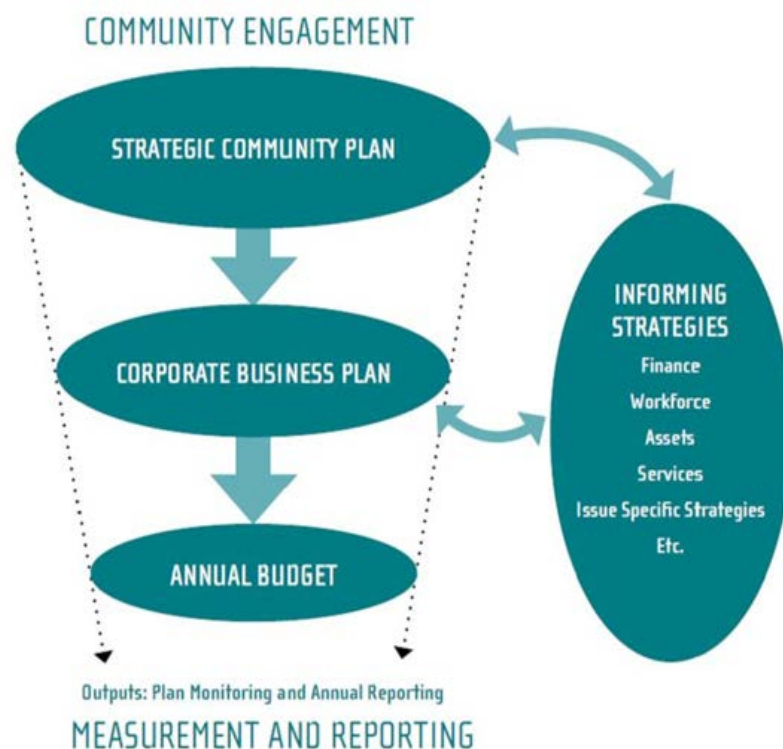 COMMUNITY ENGAGEMENT
STRATEGIC COMMUNITY PLAN
CORPORATE BUSINESS PLAN
ANNUAL BUDGET
INFORMING
STRATEGIES
Finance
Workforce
Assets
Services
Issue Specific Strategies
Etc.
Outputs: Plan Monitoring and Annual Reporting
MEASUREMENT AND REPORTING